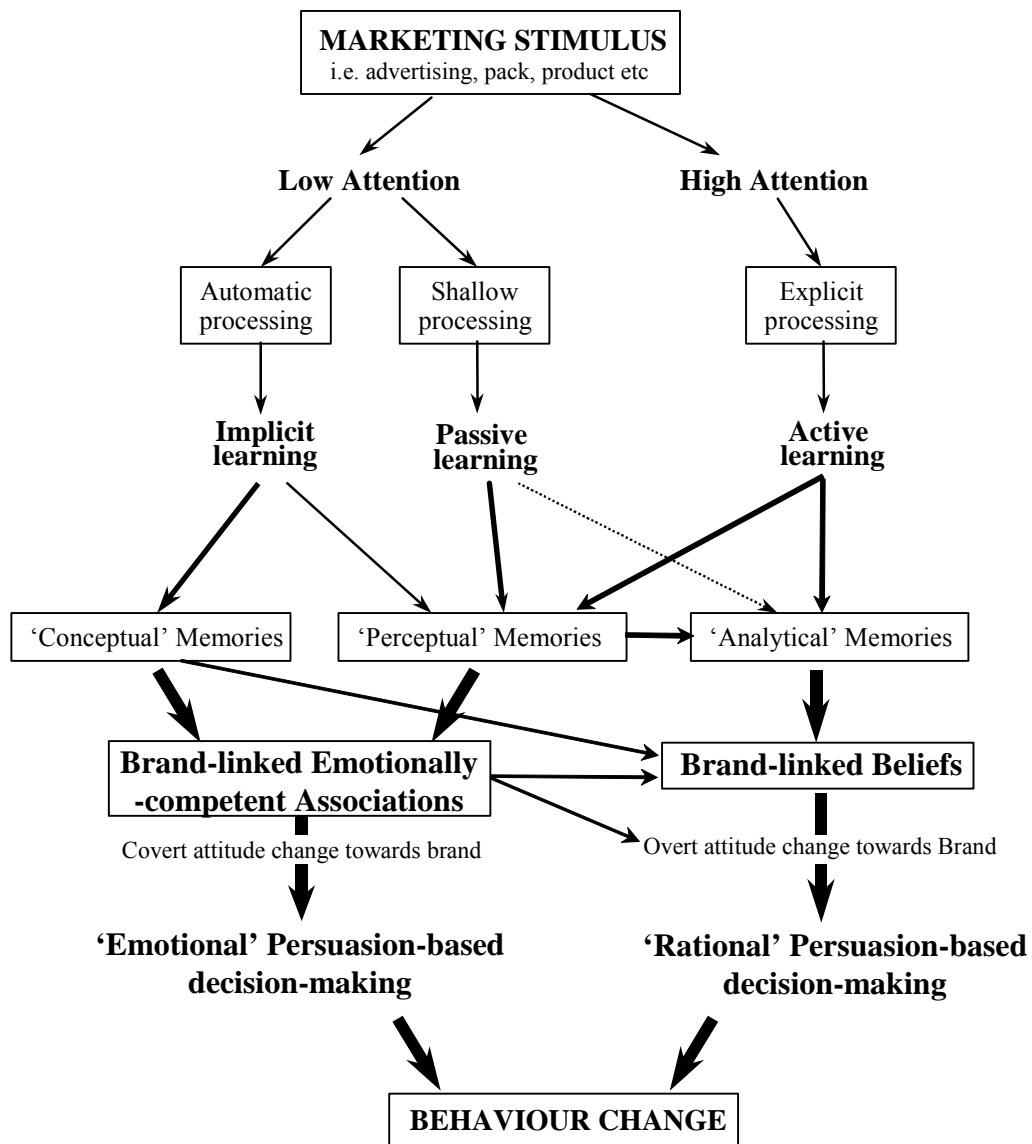 MARKETING STIMULUS
i.e. advertising, pack, product etc
Low Attention
High Attention
Automatic
processing
Shallow
processing
Explicit
processing
Implicit
learning
Passive
learning
Active
learning
‘Conceptual’ Memories
‘Perceptual’ Memories
‘Analytical’ Memories
Brand-linked Emotionally
-competent Associations
Brand-linked Beliefs
Covert attitude change towards brand
Overt attitude change towards Brand
‘Emotional’ Persuasion-based
decision-making
‘Rational’ Persuasion-based
decision-making
BEHAVIOUR CHANGE